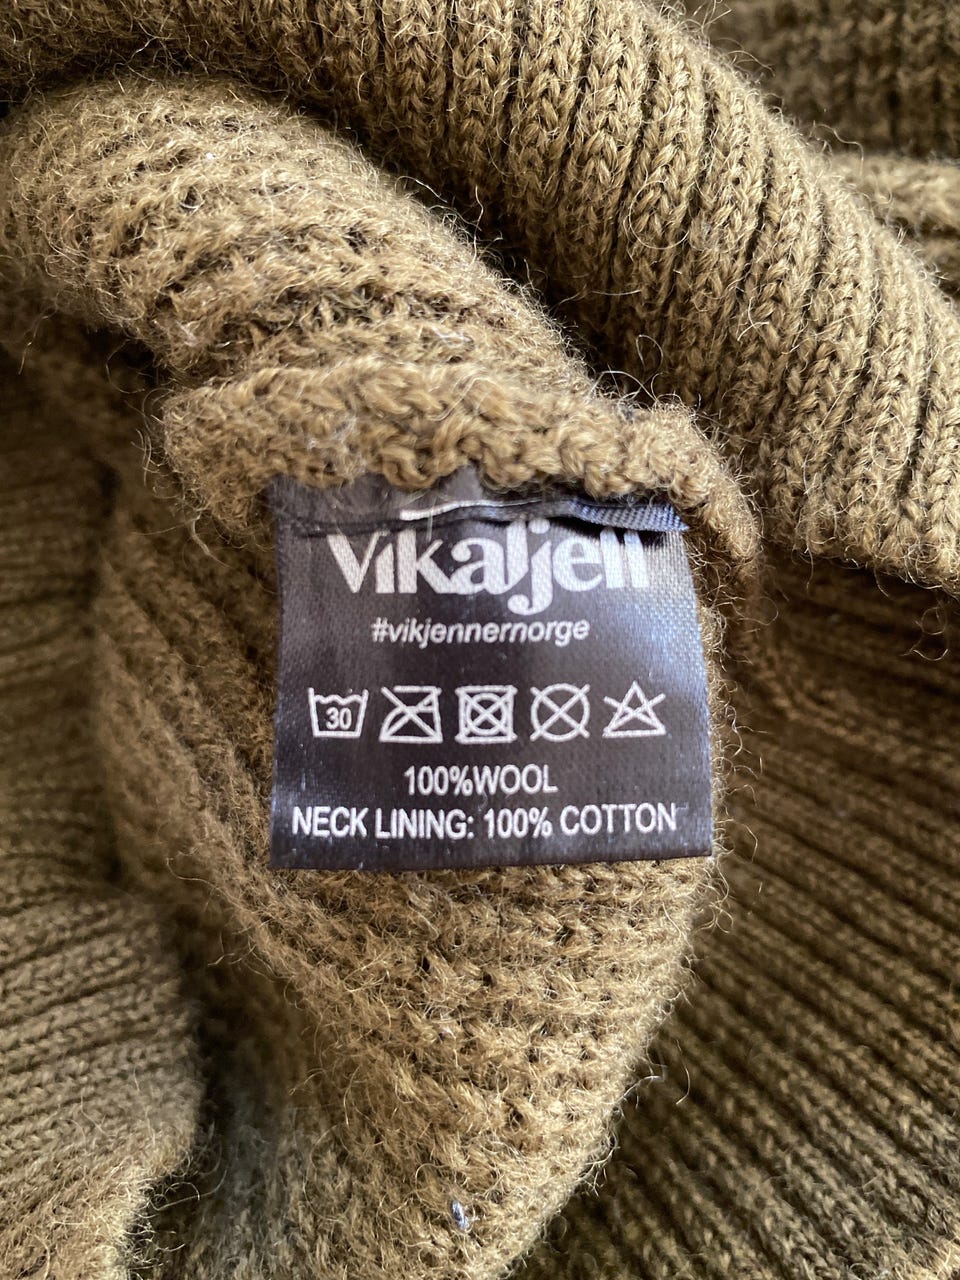 Vikafjell
#vikjennernorge
30
100%WOOL
NECK LINING: 100% COTTON